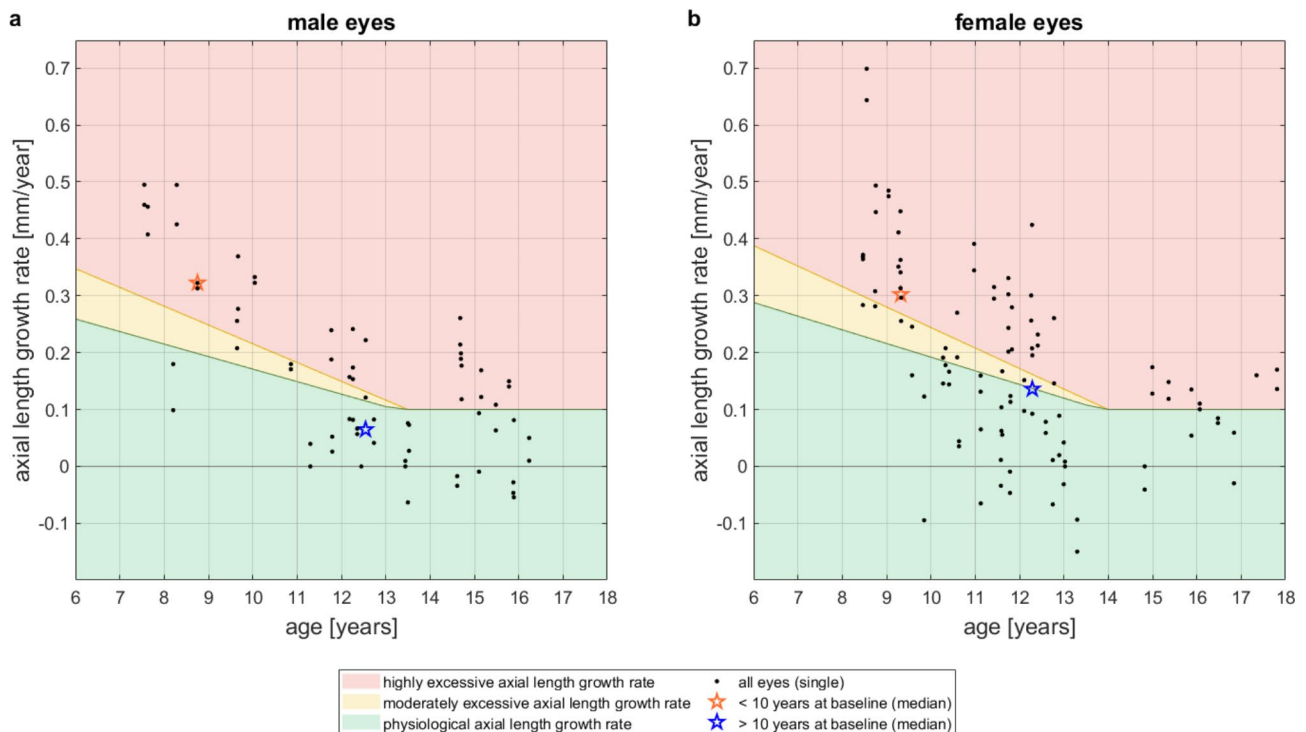 a
male eyes
axial length growth rate [mm/year]
0.7
0.6
0.5
0.4
0.3
0.2
0.1
0
-0.1
6 7 8 9 10 11 12 13 14 15 16 17 18
age [years]
b
female eyes
axial length growth rate [mm/year]
0.7
0.6
0.5
0.4
0.3
0.2
0.1
0
-0.1
6 7 8 9 10 11 12 13 14 15 16 17 18
age [years]
highly excessive axial length growth rate
moderately excessive axial length growth rate
physiological axial length growth rate
all eyes (single)
< 10 years at baseline (median)
> 10 years at baseline (median)